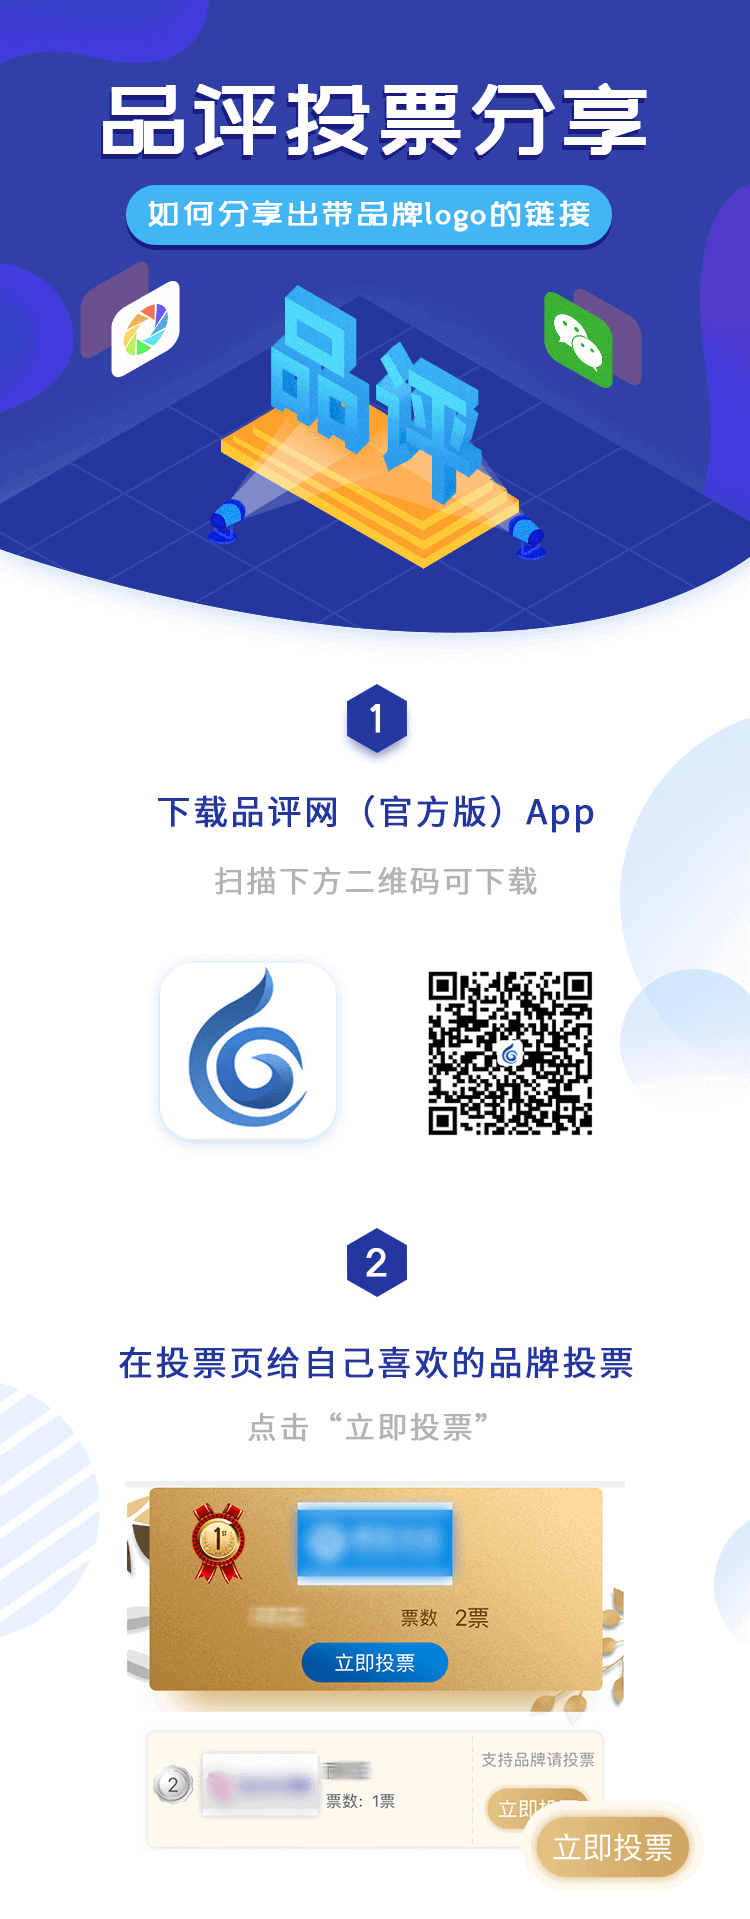 品评投票分享
如何分享出带品牌logo的链接
品评
1
下载品评网（官方版）App
扫描下方二维码可下载
2
在投票页给自己喜欢的品牌投票
点击“立即投票”
1st
票数 2票
立即投票
支持品牌请投票
2
票数: 1票
立即投票
立即投票